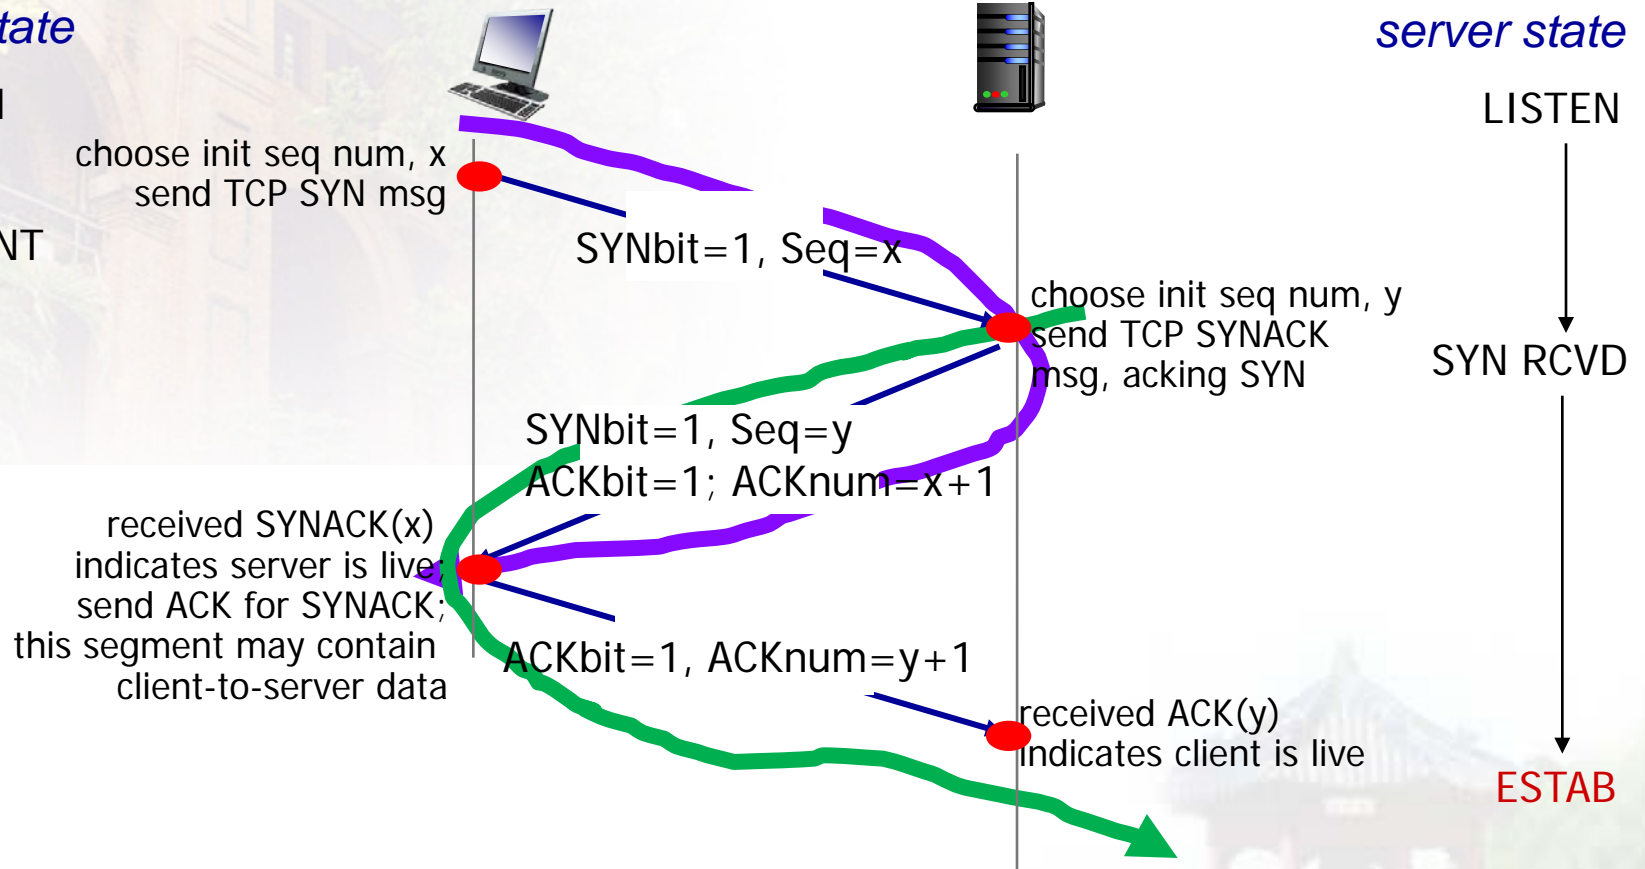 server state
LISTEN
choose init seq num, x
send TCP SYN msg
SYNbit=1, Seq=x
choose init seq num, y
send TCP SYNACK
msg, acking SYN
SYN RCVD
SYNbit=1, Seq=y
ACKbit=1; ACKnum=x+1
received SYNACK(x)
indicates server is live;
send ACK for SYNACK;
this segment may contain
client-to-server data
ACKbit=1, ACKnum=y+1
received ACK(y)
indicates client is live
ESTAB